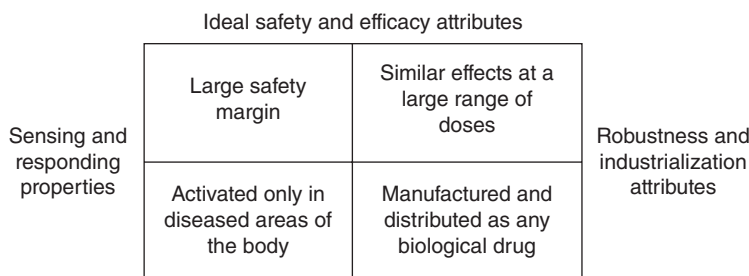 Ideal safety and efficacy attributes
Large safety
margin
Similar effects at a
large range of
doses
Sensing and
responding
properties
Robustness and
industrialization
attributes
Activated only in
diseased areas of
the body
Manufactured and
distributed as any
biological drug